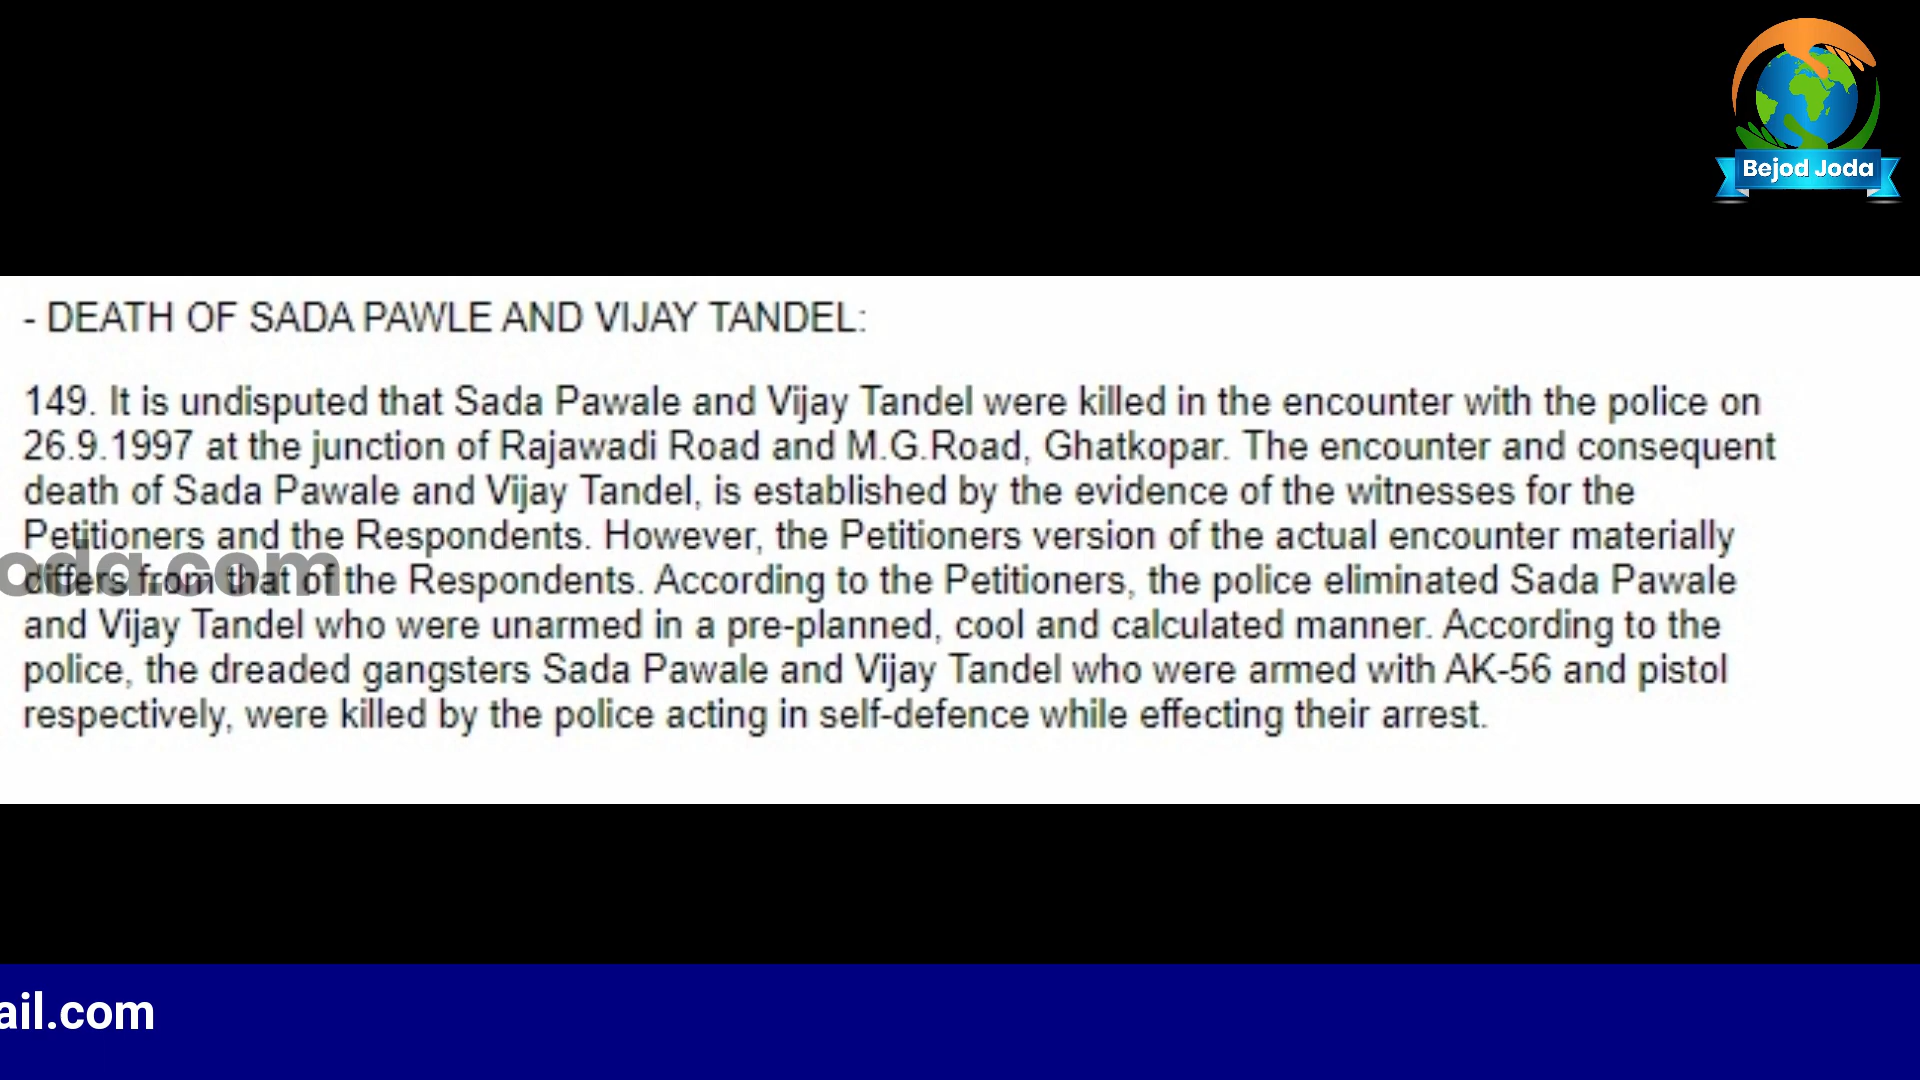 Bejod Joda
- DEATH OF SADA PAWLE AND VIJAY TANDEL:
149. It is undisputed that Sada Pawale and Vijay Tandel were killed in the encounter with the police on
26.9.1997 at the junction of Rajawadi Road and M.G.Road, Ghatkopar. The encounter and consequent
death of Sada Pawale and Vijay Tandel, is established by the evidence of the witnesses for the
Petitioners and the Respondents. However, the Petitioners version of the actual encounter materially
oda.com
differs from that of the Respondents. According to the Petitioners, the police eliminated Sada Pawale
and Vijay Tandel who were unarmed in a pre-planned, cool and calculated manner. According to the
police, the dreaded gangsters Sada Pawale and Vijay Tandel who were armed with AK-56 and pistol
respectively, were killed by the police acting in self-defence while effecting their arrest.
ail.com